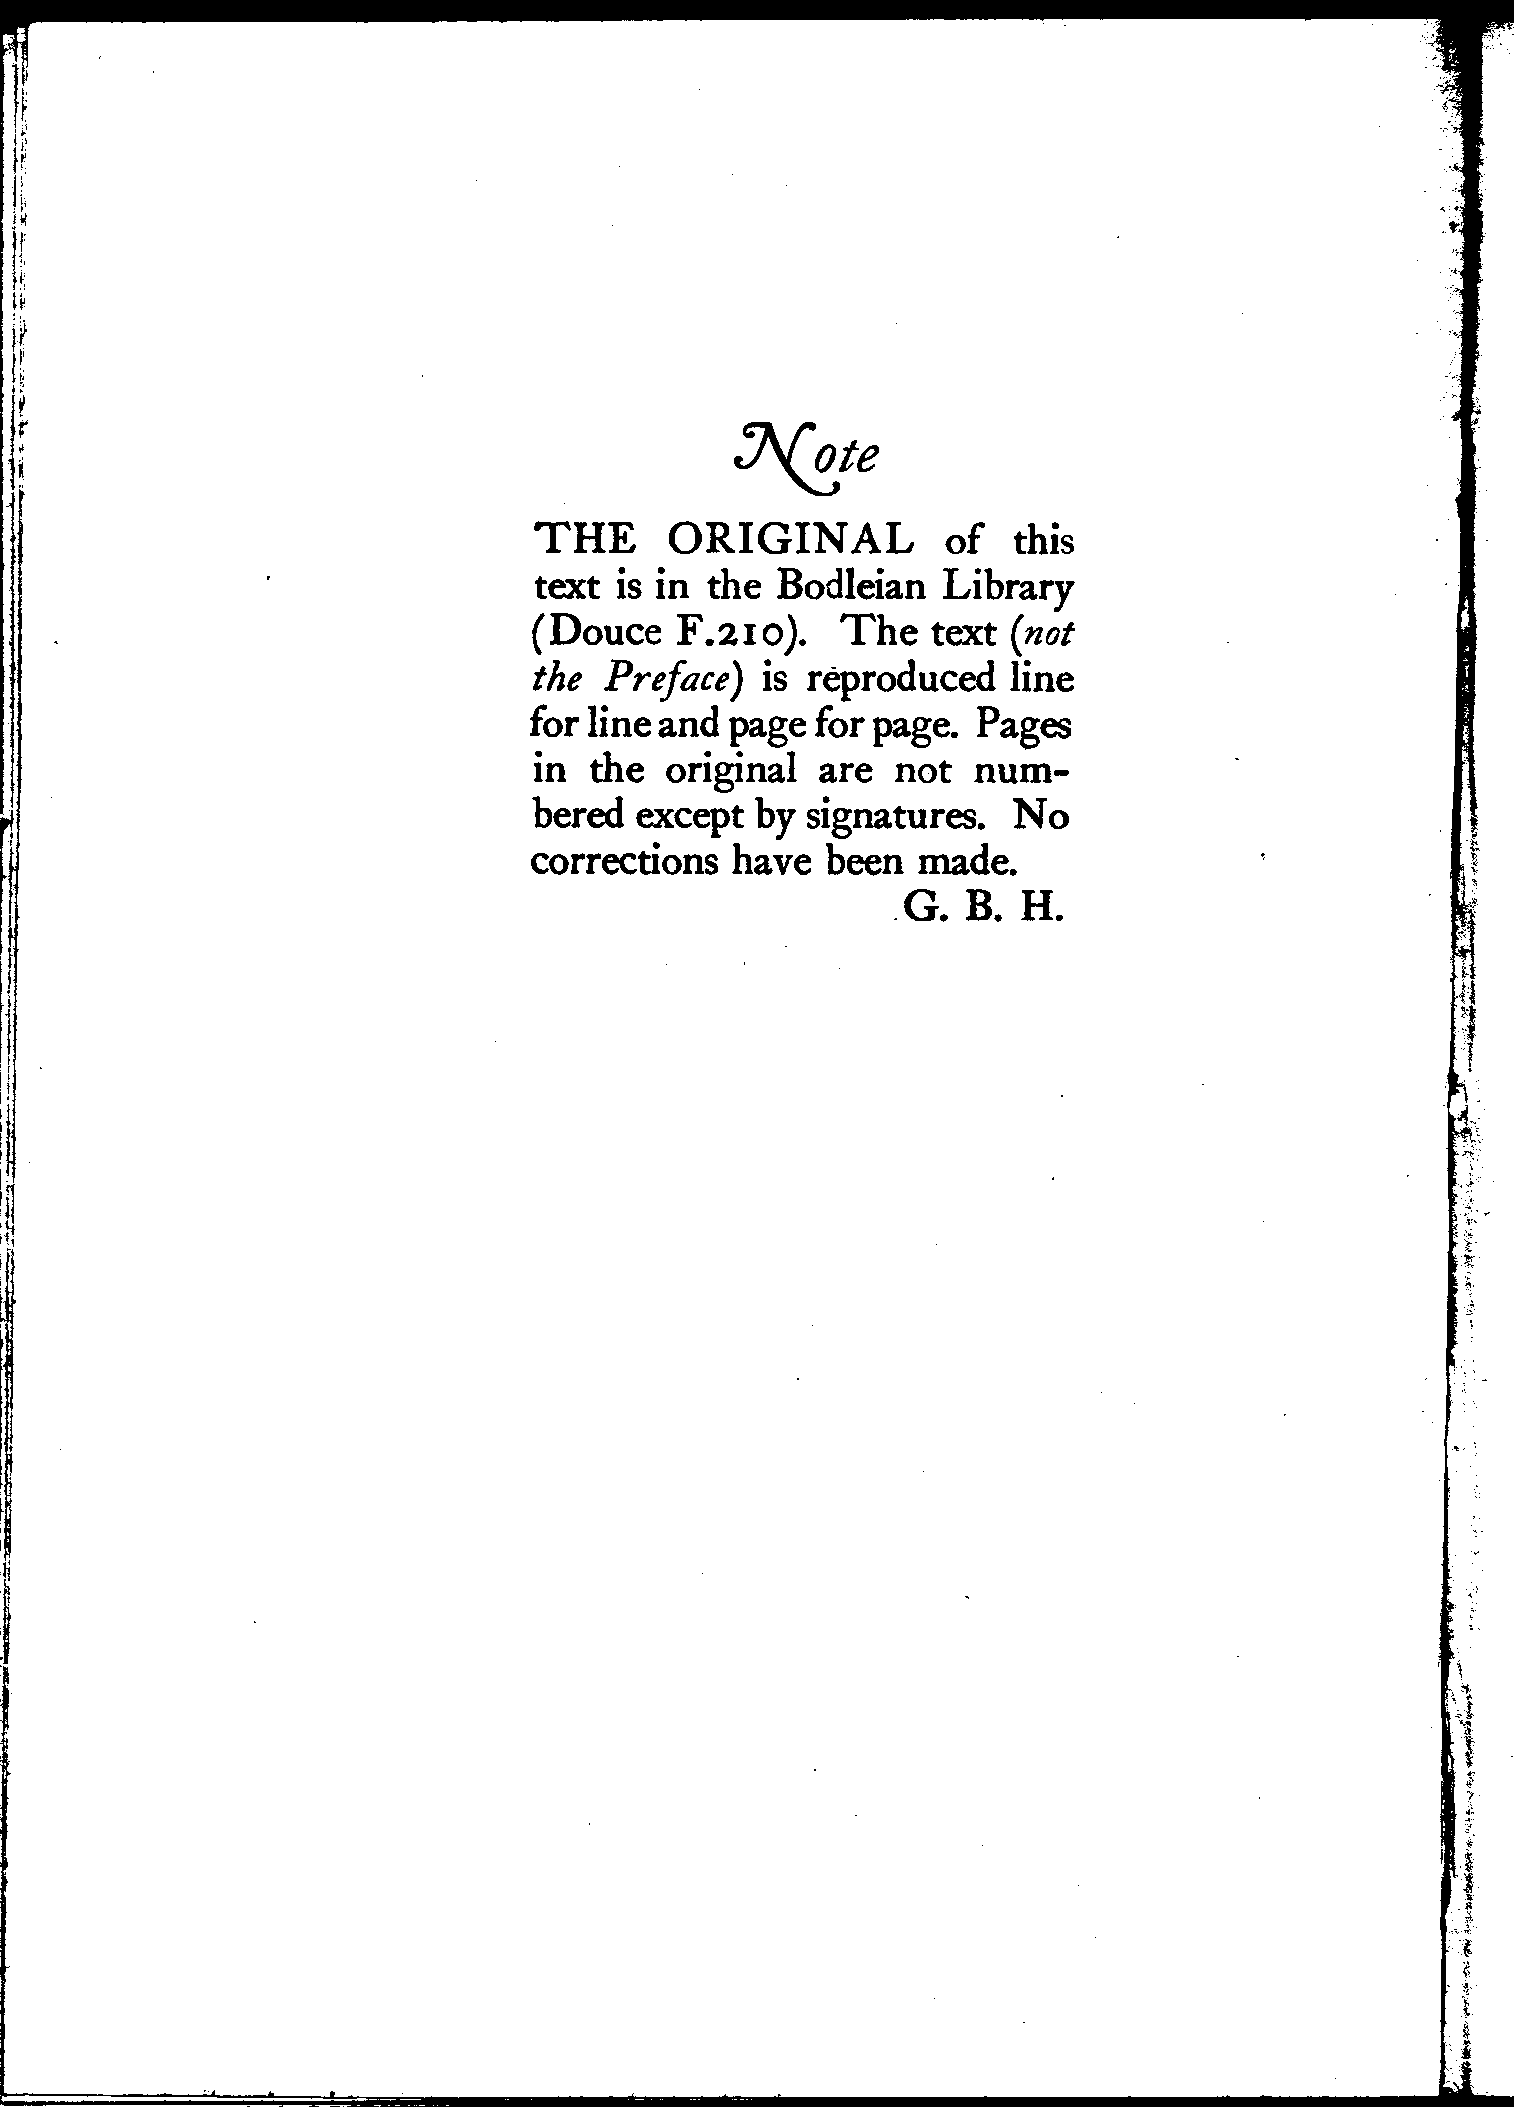 Note
THE ORIGINAL of this
text is in the Bodleian Library
(Douce F.210). The text (not
the Preface) is reproduced line
for line and page for page. Pages
in the original are not num-
bered except by signatures. No
corrections have been made.
G. B. H.